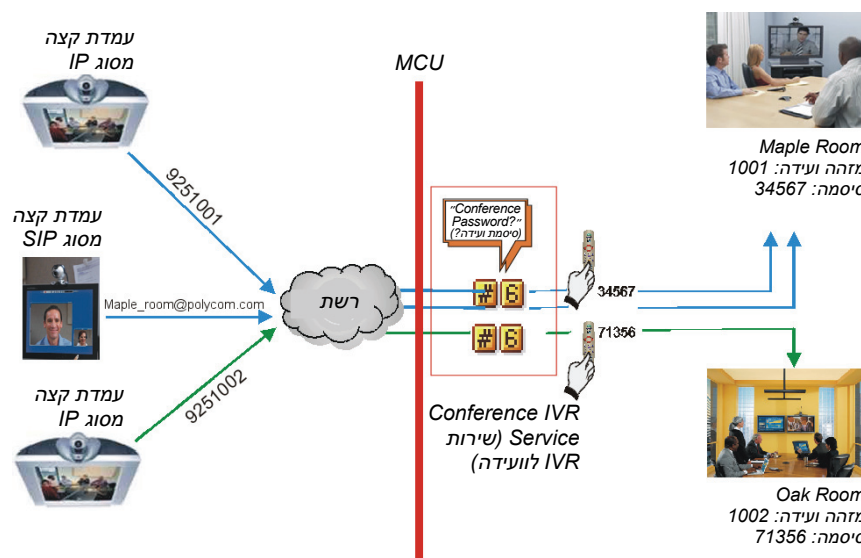 עמדת קצה
מסוג IP
9251001
עמדת קצה
מסוג SIP
Maple_room@polycom.com
עמדת קצה
מסוג IP
9251002
רשת
MCU
"Conference
Password?"
(סיסמת ועידה?)
# 6
34567
# 6
71356
Conference IVR
Service (שירות
IVR לוועידה)
Maple Room
מזהה ועידה: 1001
סיסמה: 34567
Oak Room
מזהה ועידה: 1002
סיסמה: 71356